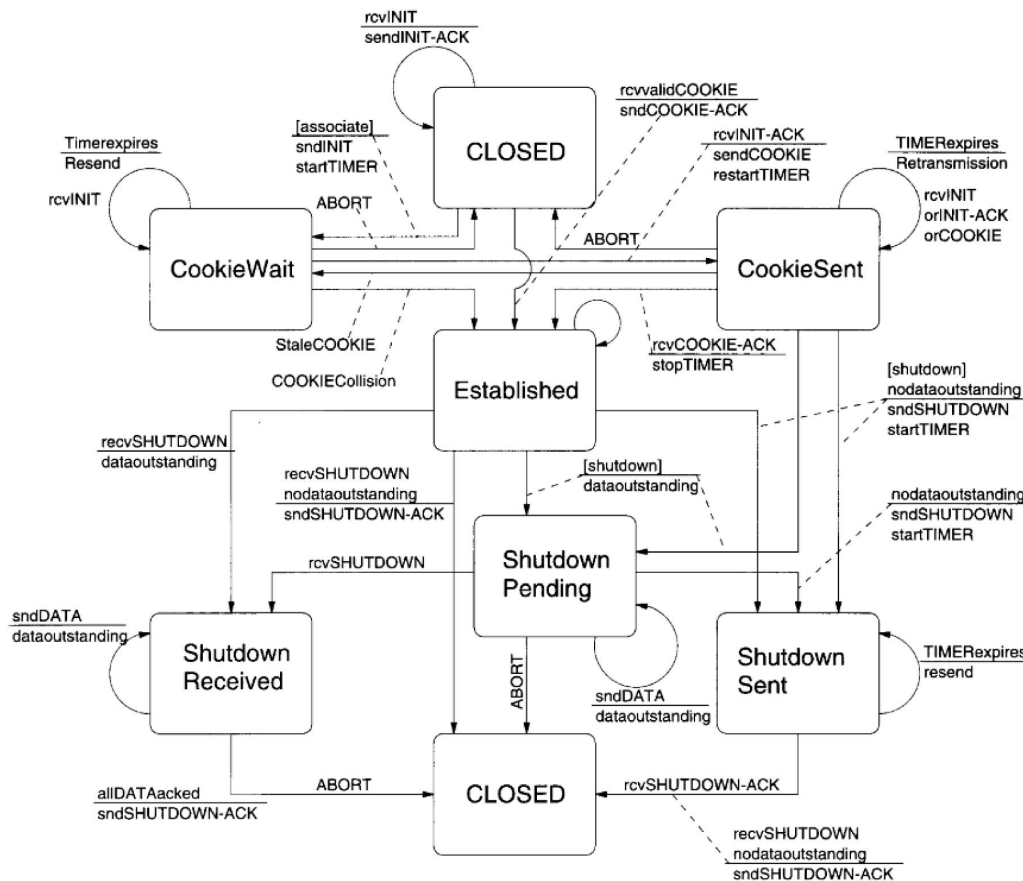 rcvINIT
sendINIT-ACK
CLOSED
rcvvalidCOOKIE
sndCOOKIE-ACK
[associate]
sndINIT
startTIMER
rcvINIT-ACK
sendCOOKIE
restartTIMER
Timerexpires
Resend
rcvINIT
TIMERexpires
Retransmission
rcvINIT
orINIT-ACK
orCOOKIE
ABORT
ABORT
CookieWait
CookieSent
StaleCOOKIE
COOKIECollision
rcvCOOKIE-ACK
stopTIMER
Established
[shutdown]
nodataoutstanding
sndSHUTDOWN
startTIMER
recvSHUTDOWN
dataoutstanding
recvSHUTDOWN
nodataoutstanding
sndSHUTDOWN-ACK
[shutdown]
dataoutstanding
nodataoutstanding
sndSHUTDOWN
startTIMER
rcvSHUTDOWN
Shutdown
Pending
sndDATA
dataoutstanding
Shutdown
Received
ABORT
sndDATA
dataoutstanding
Shutdown
Sent
TIMERexpires
resend
allDATAacked
sndSHUTDOWN-ACK
ABORT
CLOSED
rcvSHUTDOWN-ACK
recvSHUTDOWN
nodataoutstanding
sndSHUTDOWN-ACK